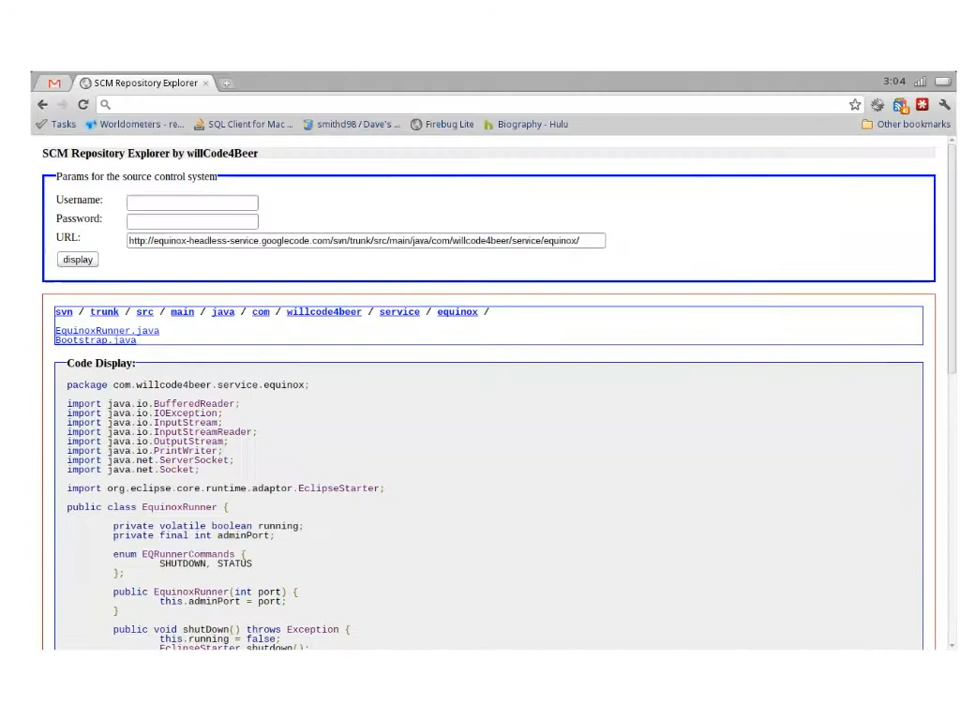 SCM Repository Explorer × 3:04
Tasks Worldometers - re... SQL Client for Mac ... smithd98 / Dave's ... Firebug Lite Biography - Hulu Other bookmarks
SCM Repository Explorer by willCode4Beer
Params for the source control system
Username:
Password:
URL: http://equinox-headless-service.googlecode.com/svn/trunk/src/main/java/com/willcode4beer/service/equinox/
display
svn / trunk / src / main / java / com / willcode4beer / service / equinox /
EquinoxRunner.java
Bootstrap.java
Code Display:
package com.willcode4beer.service.equinox;
import java.io.BufferedReader;
import java.io.IOException;
import java.io.InputStream;
import java.io.InputStreamReader;
import java.io.OutputStream;
import java.io.PrintWriter;
import java.net.ServerSocket;
import java.net.Socket;
import org.eclipse.core.runtime.adaptor.EclipseStarter;
public class EquinoxRunner {
private volatile boolean running;
private final int adminPort;
enum EQRunnerCommands {
SHUTDOWN, STATUS
};
public EquinoxRunner(int port) {
this.adminPort = port;
}
public void shutDown() throws Exception {
this.running = false;
EclipseStarter.shutdown();